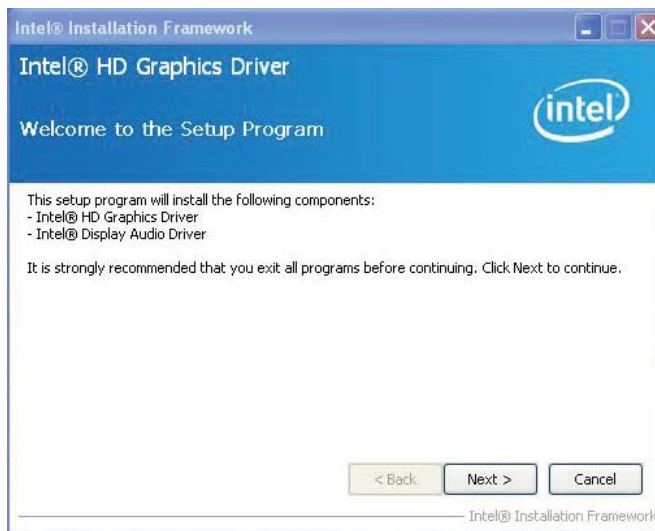 Intel® Installation Framework
Intel® HD Graphics Driver
intel
Welcome to the Setup Program
This setup program will install the following components:
- Intel® HD Graphics Driver
- Intel® Display Audio Driver
It is strongly recommended that you exit all programs before continuing. Click Next to continue.
< Back
Next >
Cancel
Intel® Installation Framework